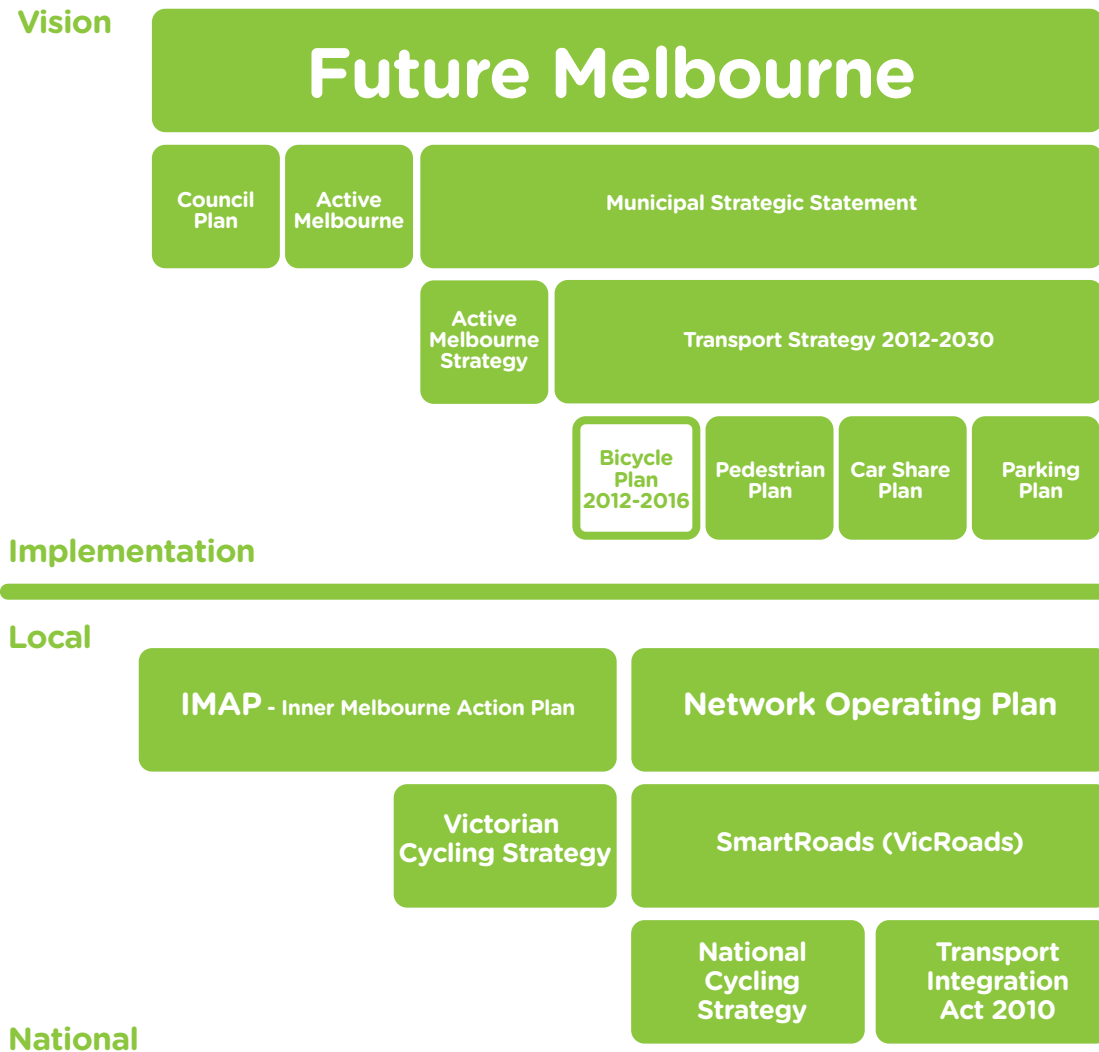 Vision
Future Melbourne
Council
Plan
Active
Melbourne
Municipal Strategic Statement
Active
Melbourne
Strategy
Transport Strategy 2012-2030
Bicycle
Plan
2012-2016
Pedestrian
Plan
Car Share
Plan
Parking
Plan
Implementation
Local
IMAP - Inner Melbourne Action Plan
Network Operating Plan
Victorian
Cycling Strategy
SmartRoads (VicRoads)
National
Cycling
Strategy
Transport
Integration
Act 2010
National